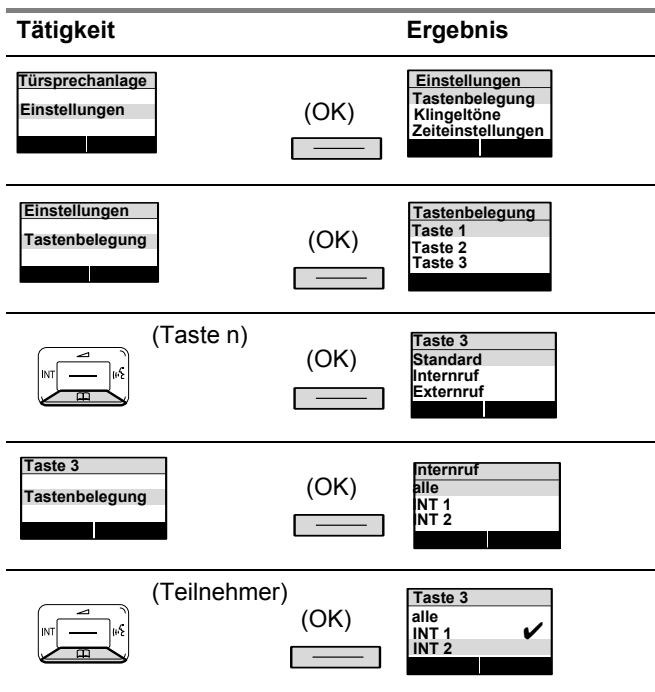 Tätigkeit Ergebnis
Türsprechanlage
Einstellungen
(OK)
Einstellungen
Tastenbelegung
Klingeltöne
Zeiteinstellungen
Einstellungen
Tastenbelegung
(OK)
Tastenbelegung
Taste 1
Taste 2
Taste 3
(Taste n)
INT
(OK)
Taste 3
Standard
Internruf
Externruf
Taste 3
Tastenbelegung
(OK)
Internruf
alle
INT 1
INT 2
(Teilnehmer)
INT
(OK)
Taste 3
alle
INT 1 ✔
INT 2